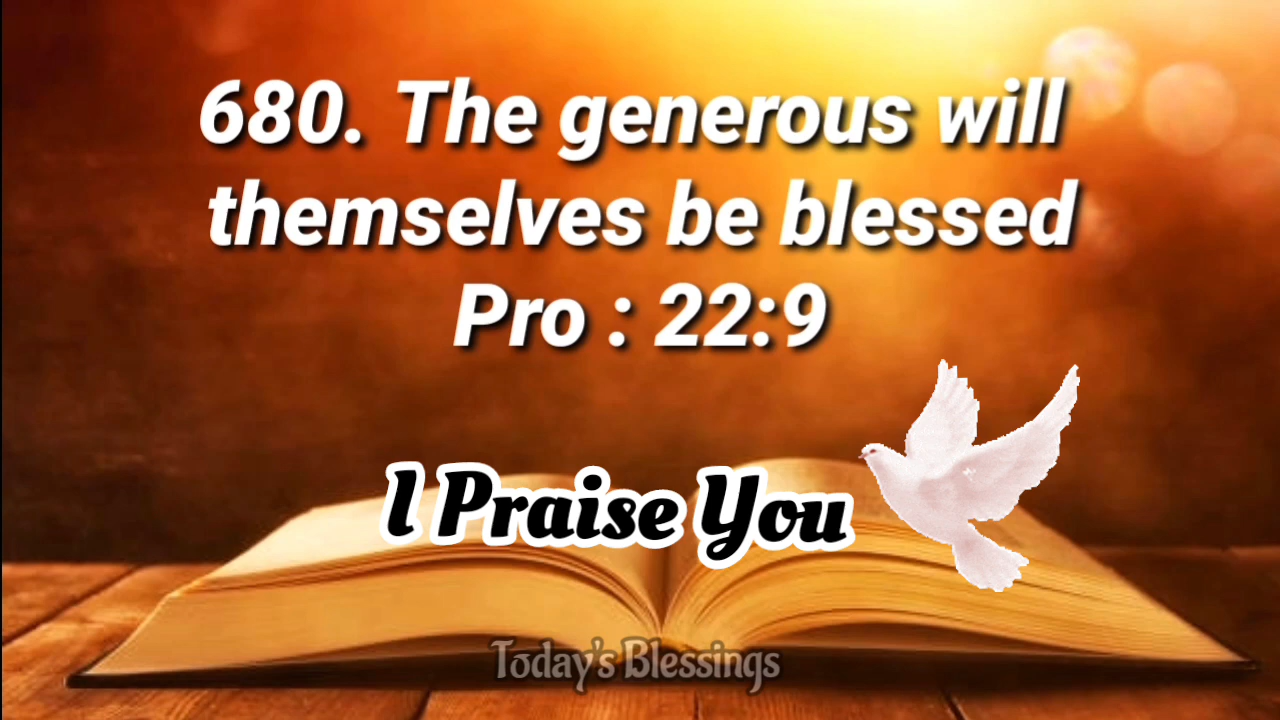 680. The generous will
themselves be blessed
Pro : 22:9
I Praise You
Today's Blessings